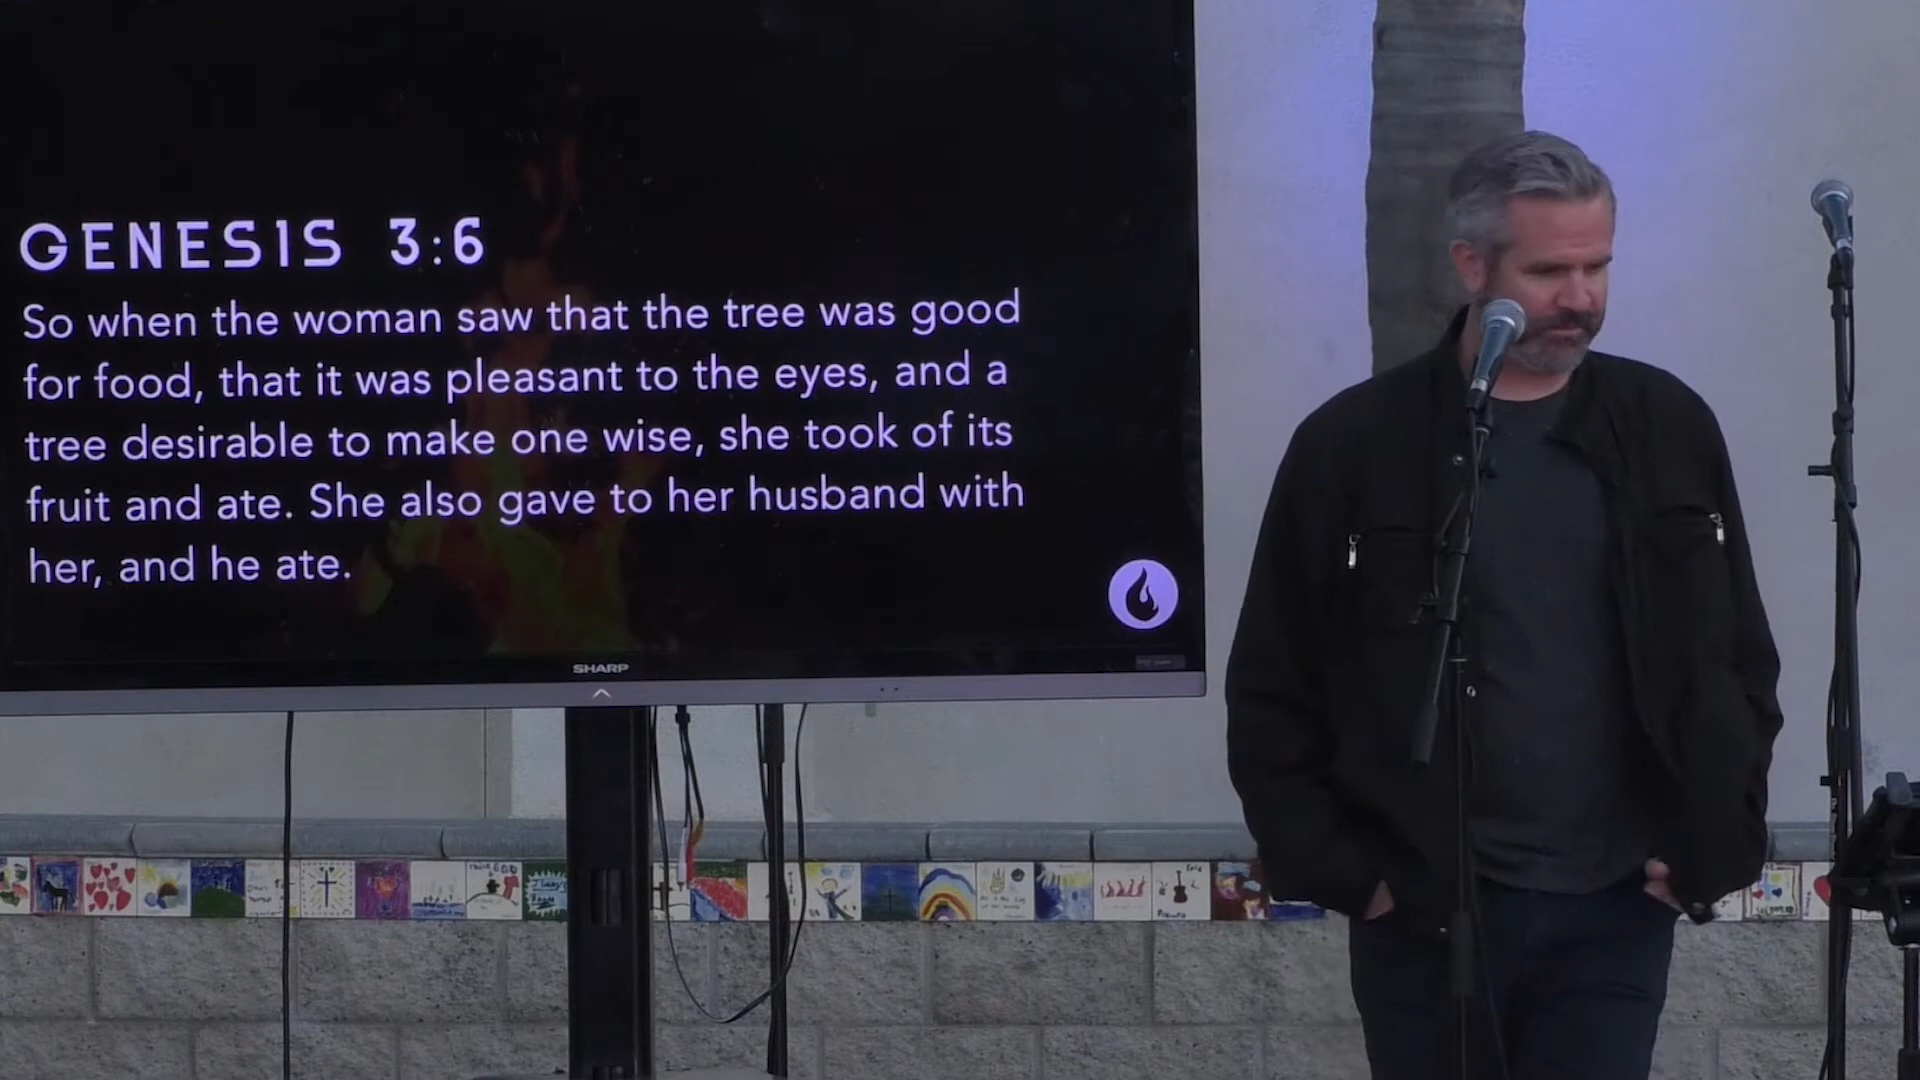 GENESIS 3:6
So when the woman saw that the tree was good
for food, that it was pleasant to the eyes, and a
tree desirable to make one wise, she took of its
fruit and ate. She also gave to her husband with
her, and he ate.
SHARP